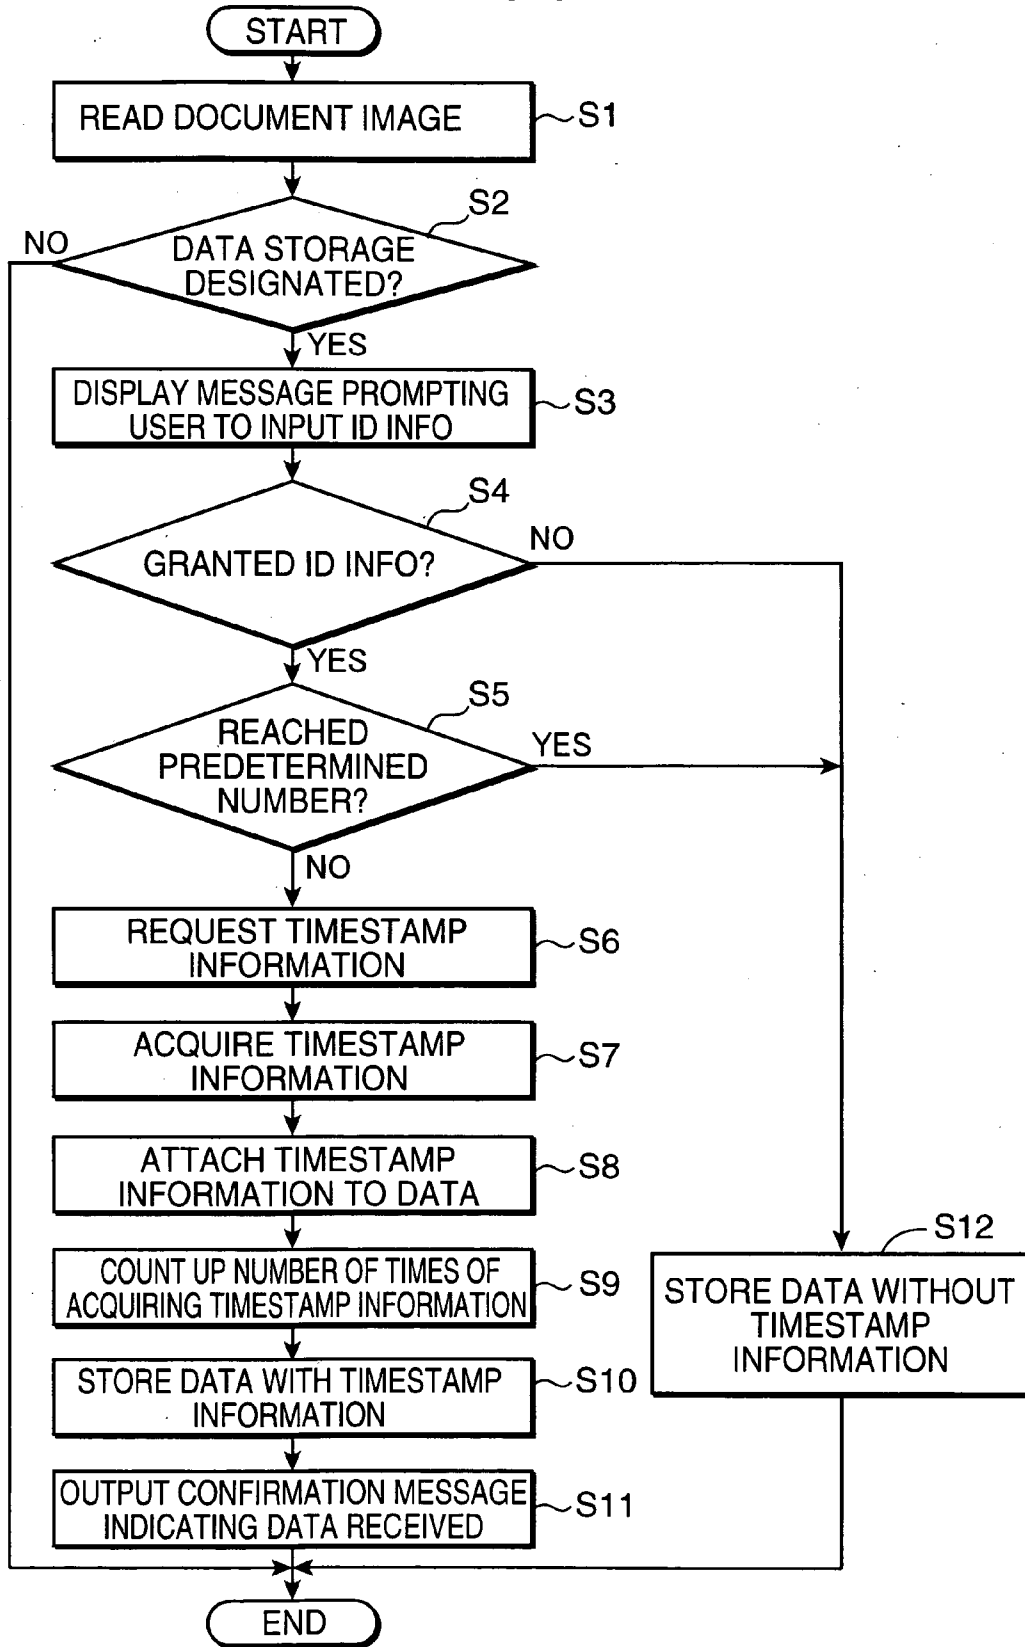 START
READ DOCUMENT IMAGE
S1
S2
NO
DATA STORAGE
DESIGNATED?
YES
DISPLAY MESSAGE PROMPTING
USER TO INPUT ID INFO
S3
S4
GRANTED ID INFO?
NO
YES
S5
REACHED
PREDETERMINED
NUMBER?
YES
NO
REQUEST TIMESTAMP
INFORMATION
S6
ACQUIRE TIMESTAMP
INFORMATION
S7
ATTACH TIMESTAMP
INFORMATION TO DATA
S8
COUNT UP NUMBER OF TIMES OF
ACQUIRING TIMESTAMP INFORMATION
S9
S12
STORE DATA WITHOUT
TIMESTAMP
INFORMATION
STORE DATA WITH TIMESTAMP
INFORMATION
S10
OUTPUT CONFIRMATION MESSAGE
INDICATING DATA RECEIVED
S11
END